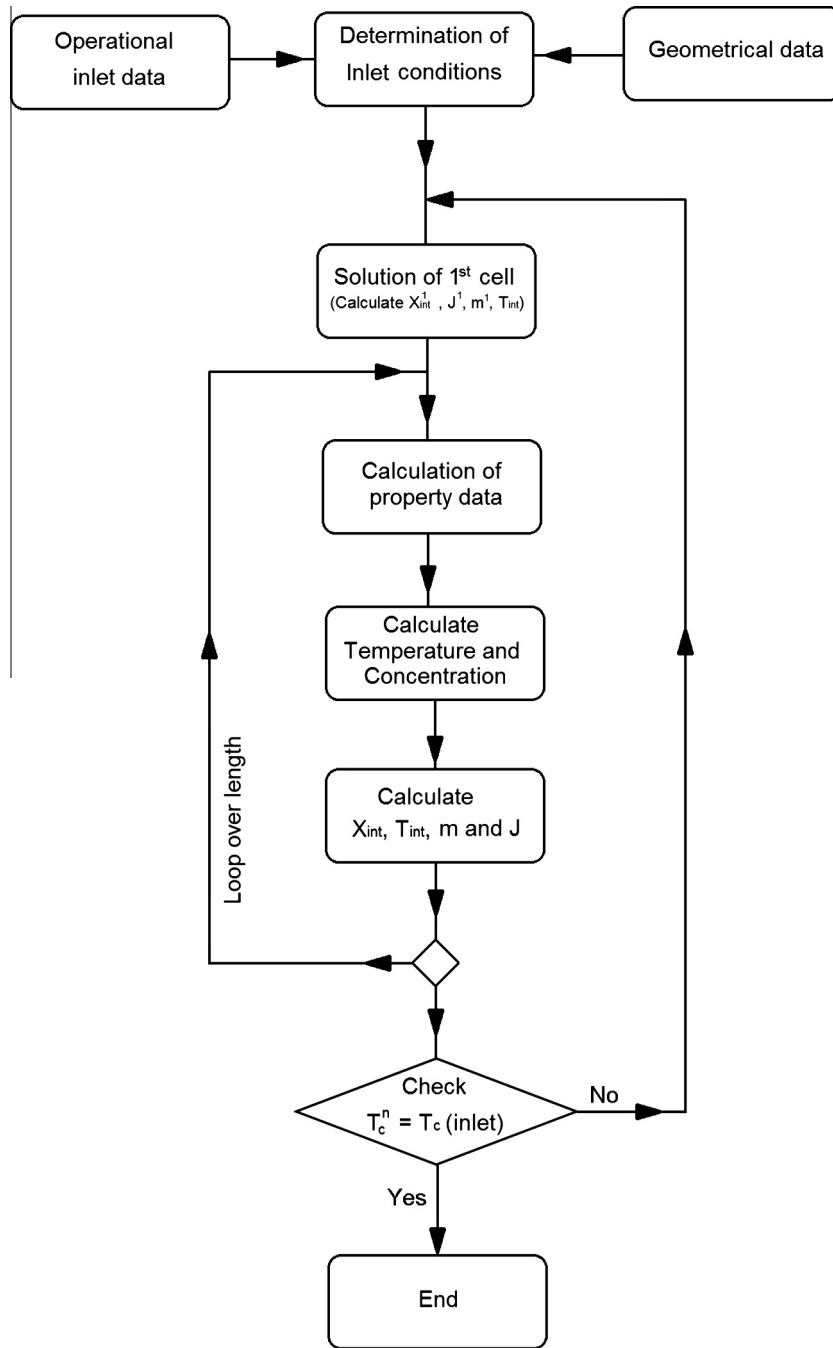 Operational
inlet data
Determination of
Inlet conditions
Geometrical data
Solution of 1st cell
(Calculate X¹int , J¹, m¹, Tint)
Calculation of
property data
Calculate
Temperature and
Concentration
Calculate
Xint, Tint, m and J
Loop over length
Check
Tcⁿ = Tc (inlet)
No
Yes
End